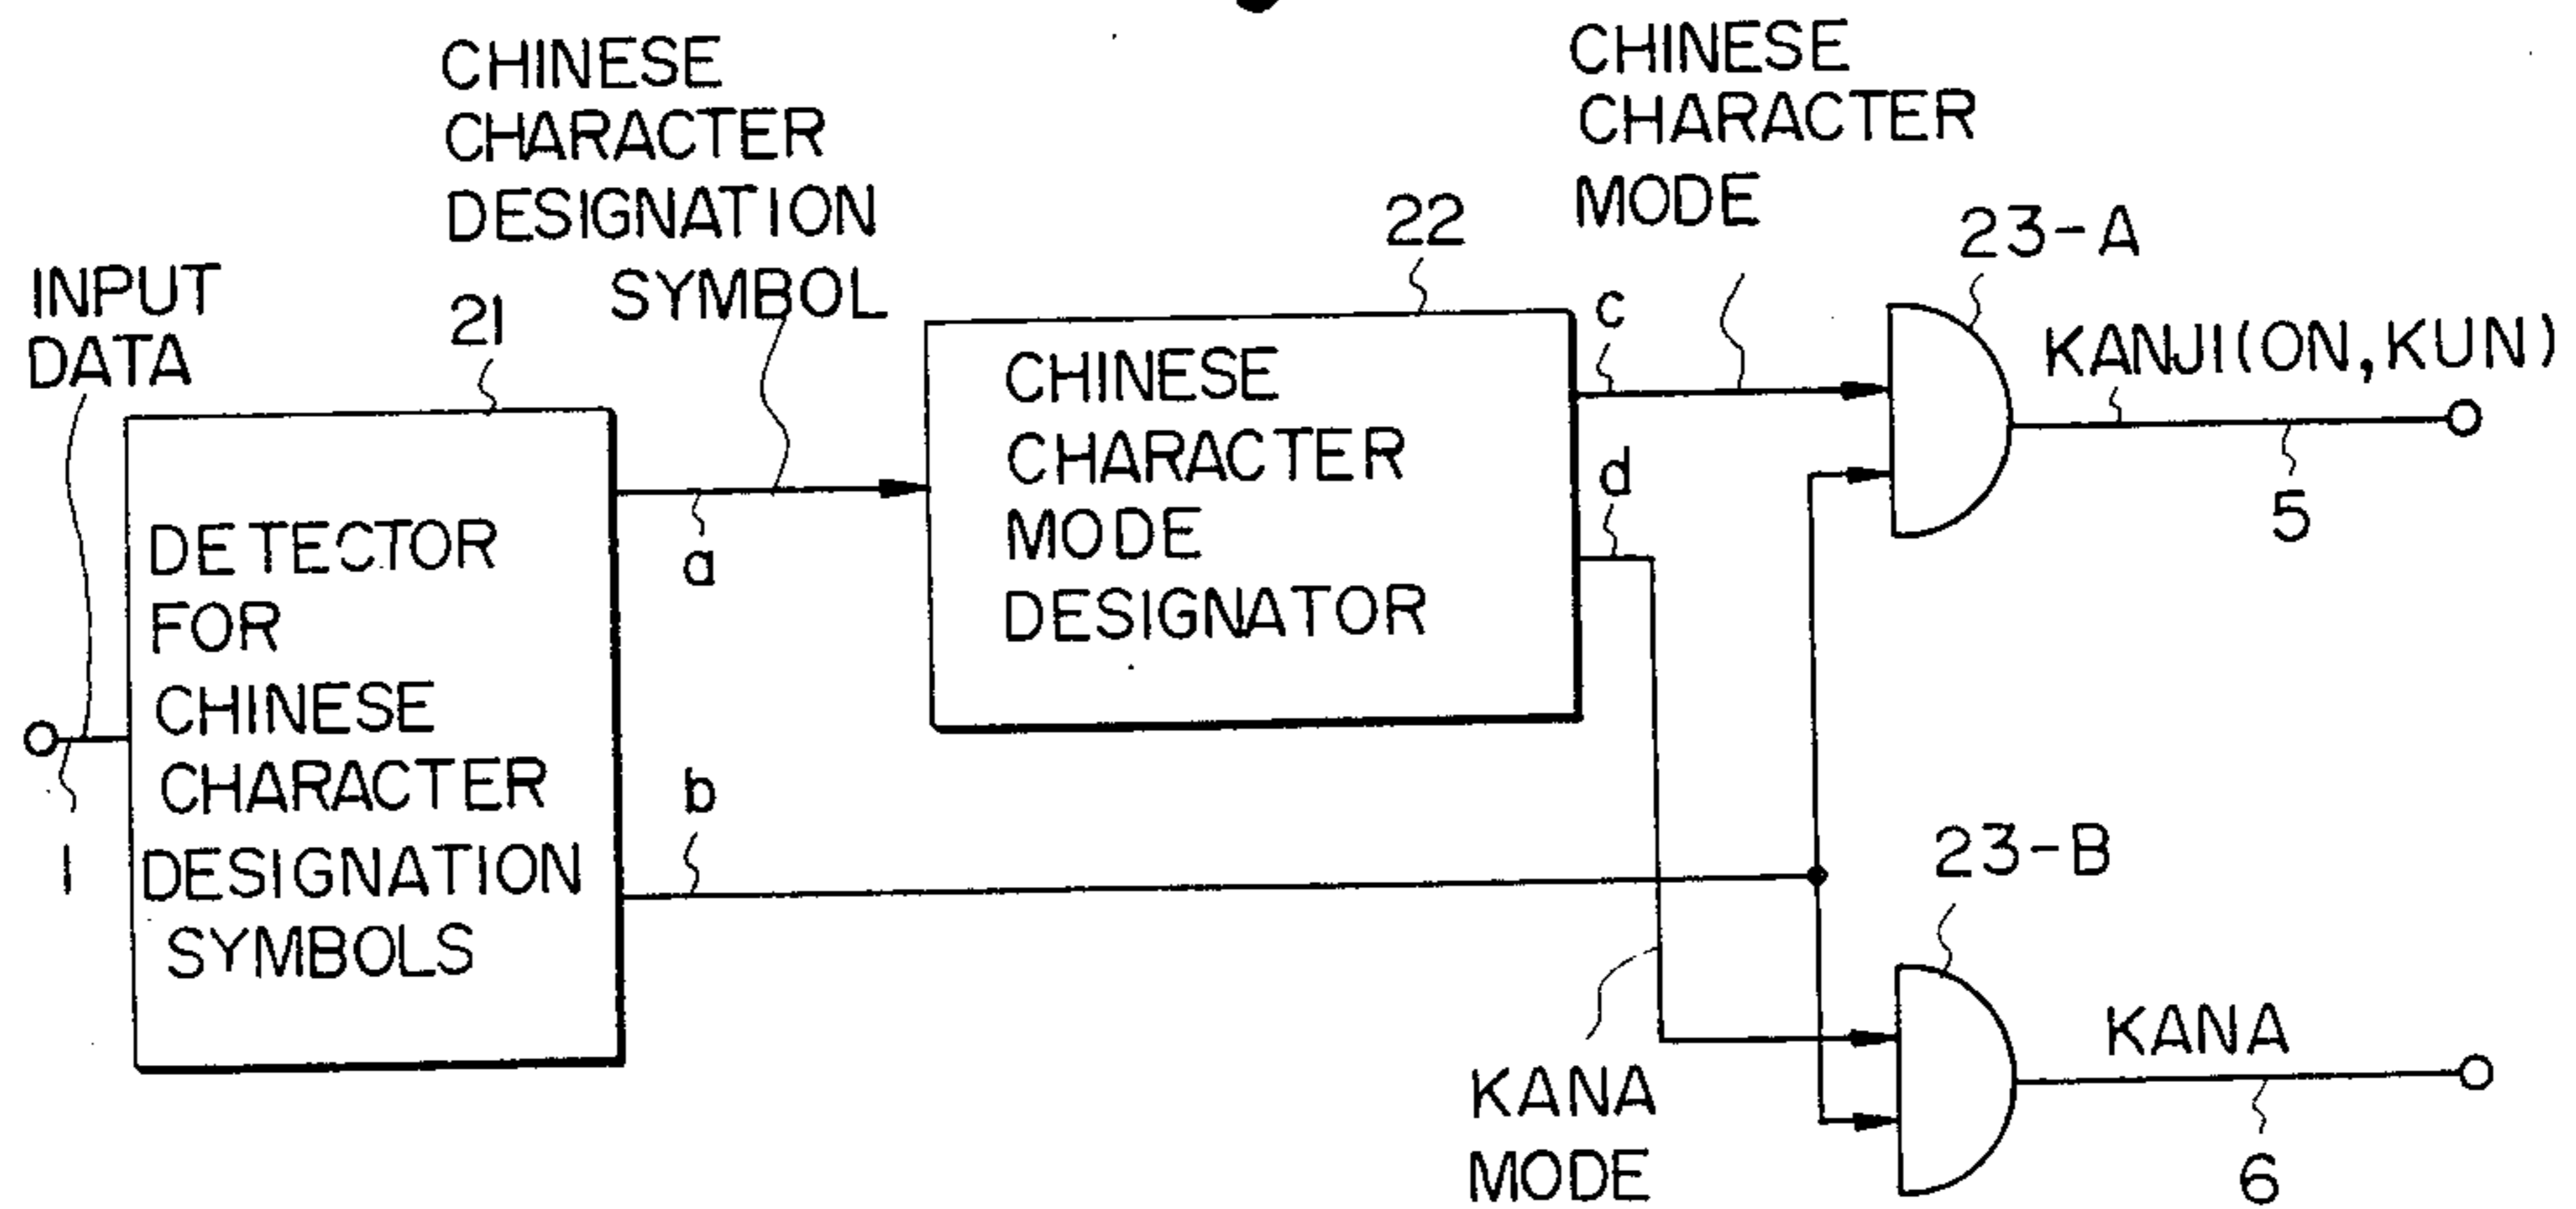 CHINESE
CHARACTER
DESIGNATION
SYMBOL
CHINESE
CHARACTER
MODE
INPUT
DATA
21
22
23-A
c
KANJI(ON,KUN)
5
DETECTOR
FOR
CHINESE
CHARACTER
DESIGNATION
SYMBOLS
a
CHINESE
CHARACTER
MODE
DESIGNATOR
d
1
b
23-B
KANA
MODE
KANA
6